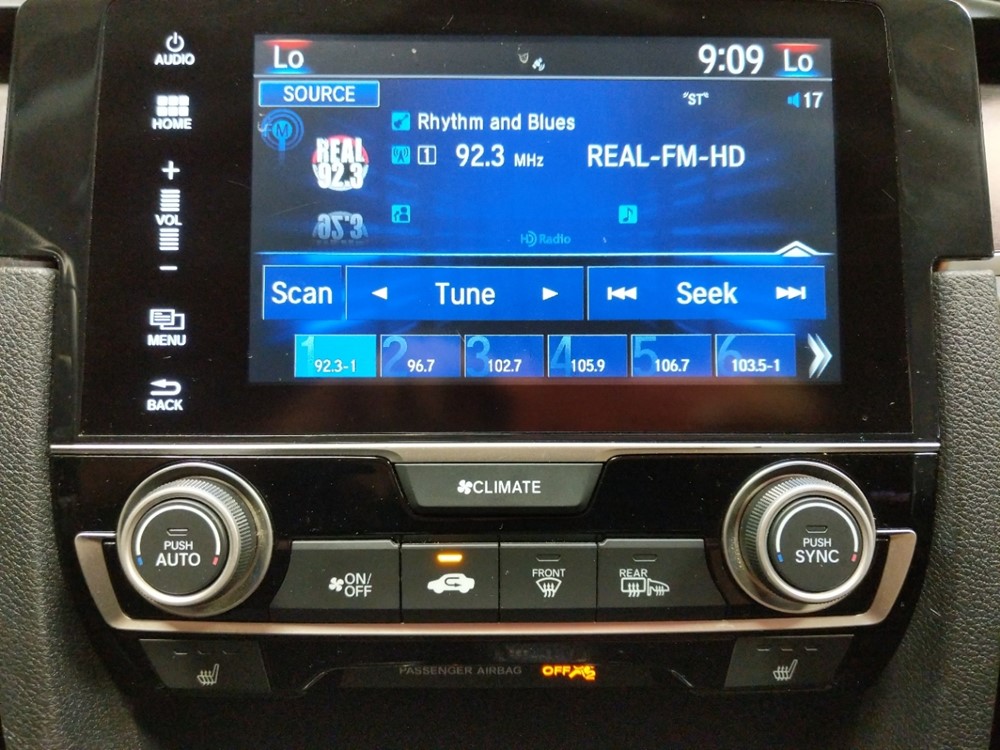 AUDIO
HOME
+
VOL
−
MENU
BACK
Lo
9:09 Lo
SOURCE
"ST"
17
FM
REAL
92.3
Rhythm and Blues
1 92.3 MHz REAL-FM-HD
HD Radio
Scan
Tune
Seek
1 92.3-1
2 96.7
3 102.7
4 105.9
5 106.7
6 103.5-1
CLIMATE
PUSH
AUTO
ON/
OFF
FRONT
REAR
PUSH
SYNC
PASSENGER AIRBAG OFF